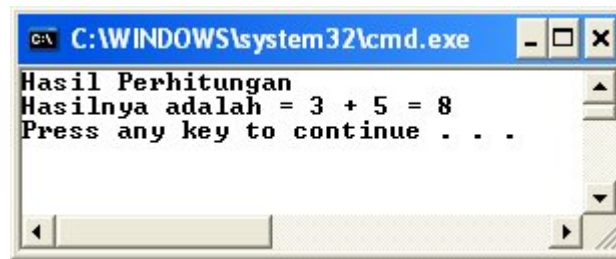 C:\WINDOWS\system32\cmd.exe
Hasil Perhitungan
Hasilnya adalah = 3 + 5 = 8
Press any key to continue . . .